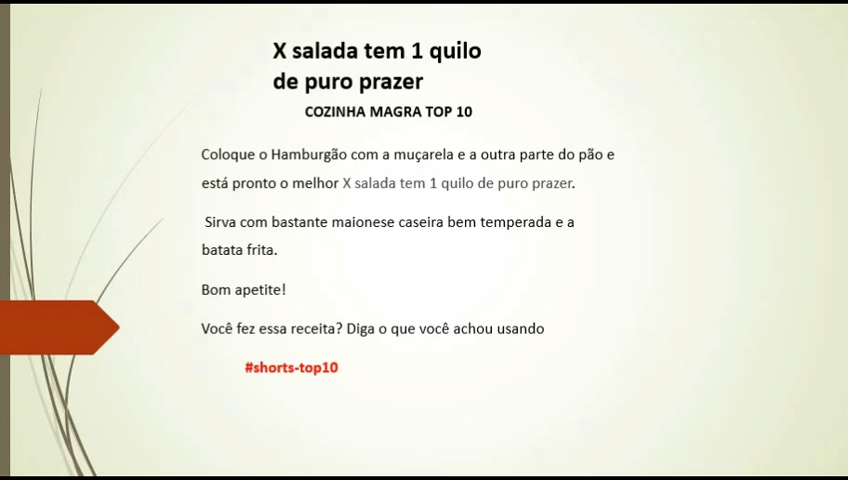 X salada tem 1 quilo
de puro prazer
COZINHA MAGRA TOP 10
Coloque o Hamburgão com a muçarela e a outra parte do pão e
está pronto o melhor X salada tem 1 quilo de puro prazer.
Sirva com bastante maionese caseira bem temperada e a
batata frita.
Bom apetite!
Você fez essa receita? Diga o que você achou usando
#shorts-top10